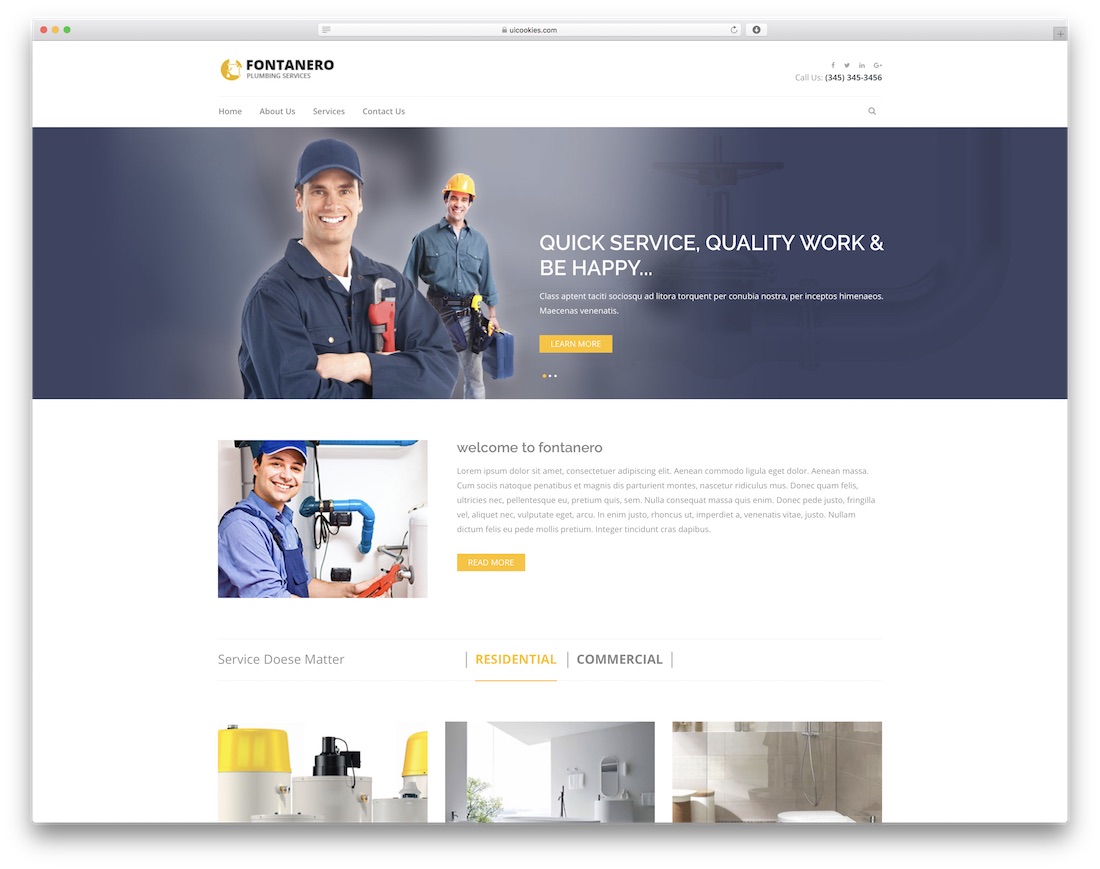 uicookies.com
FONTANERO
PLUMBING SERVICES
Call Us: (345) 345-3456
Home About Us Services Contact Us
QUICK SERVICE, QUALITY WORK &
BE HAPPY...
Class aptent taciti sociosqu ad litora torquent per conubia nostra, per inceptos himenaeos.
Maecenas venenatis.
LEARN MORE
welcome to fontanero
Lorem ipsum dolor sit amet, consectetuer adipiscing elit. Aenean commodo ligula eget dolor. Aenean massa.
Cum sociis natoque penatibus et magnis dis parturient montes, nascetur ridiculus mus. Donec quam felis,
ultricies nec, pellentesque eu, pretium quis, sem. Nulla consequat massa quis enim. Donec pede justo, fringilla
vel, aliquet nec, vulputate eget, arcu. In enim justo, rhoncus ut, imperdiet a, venenatis vitae, justo. Nullam
dictum felis eu pede mollis pretium. Integer tincidunt cras dapibus.
READ MORE
Service Doese Matter
RESIDENTIAL
COMMERCIAL